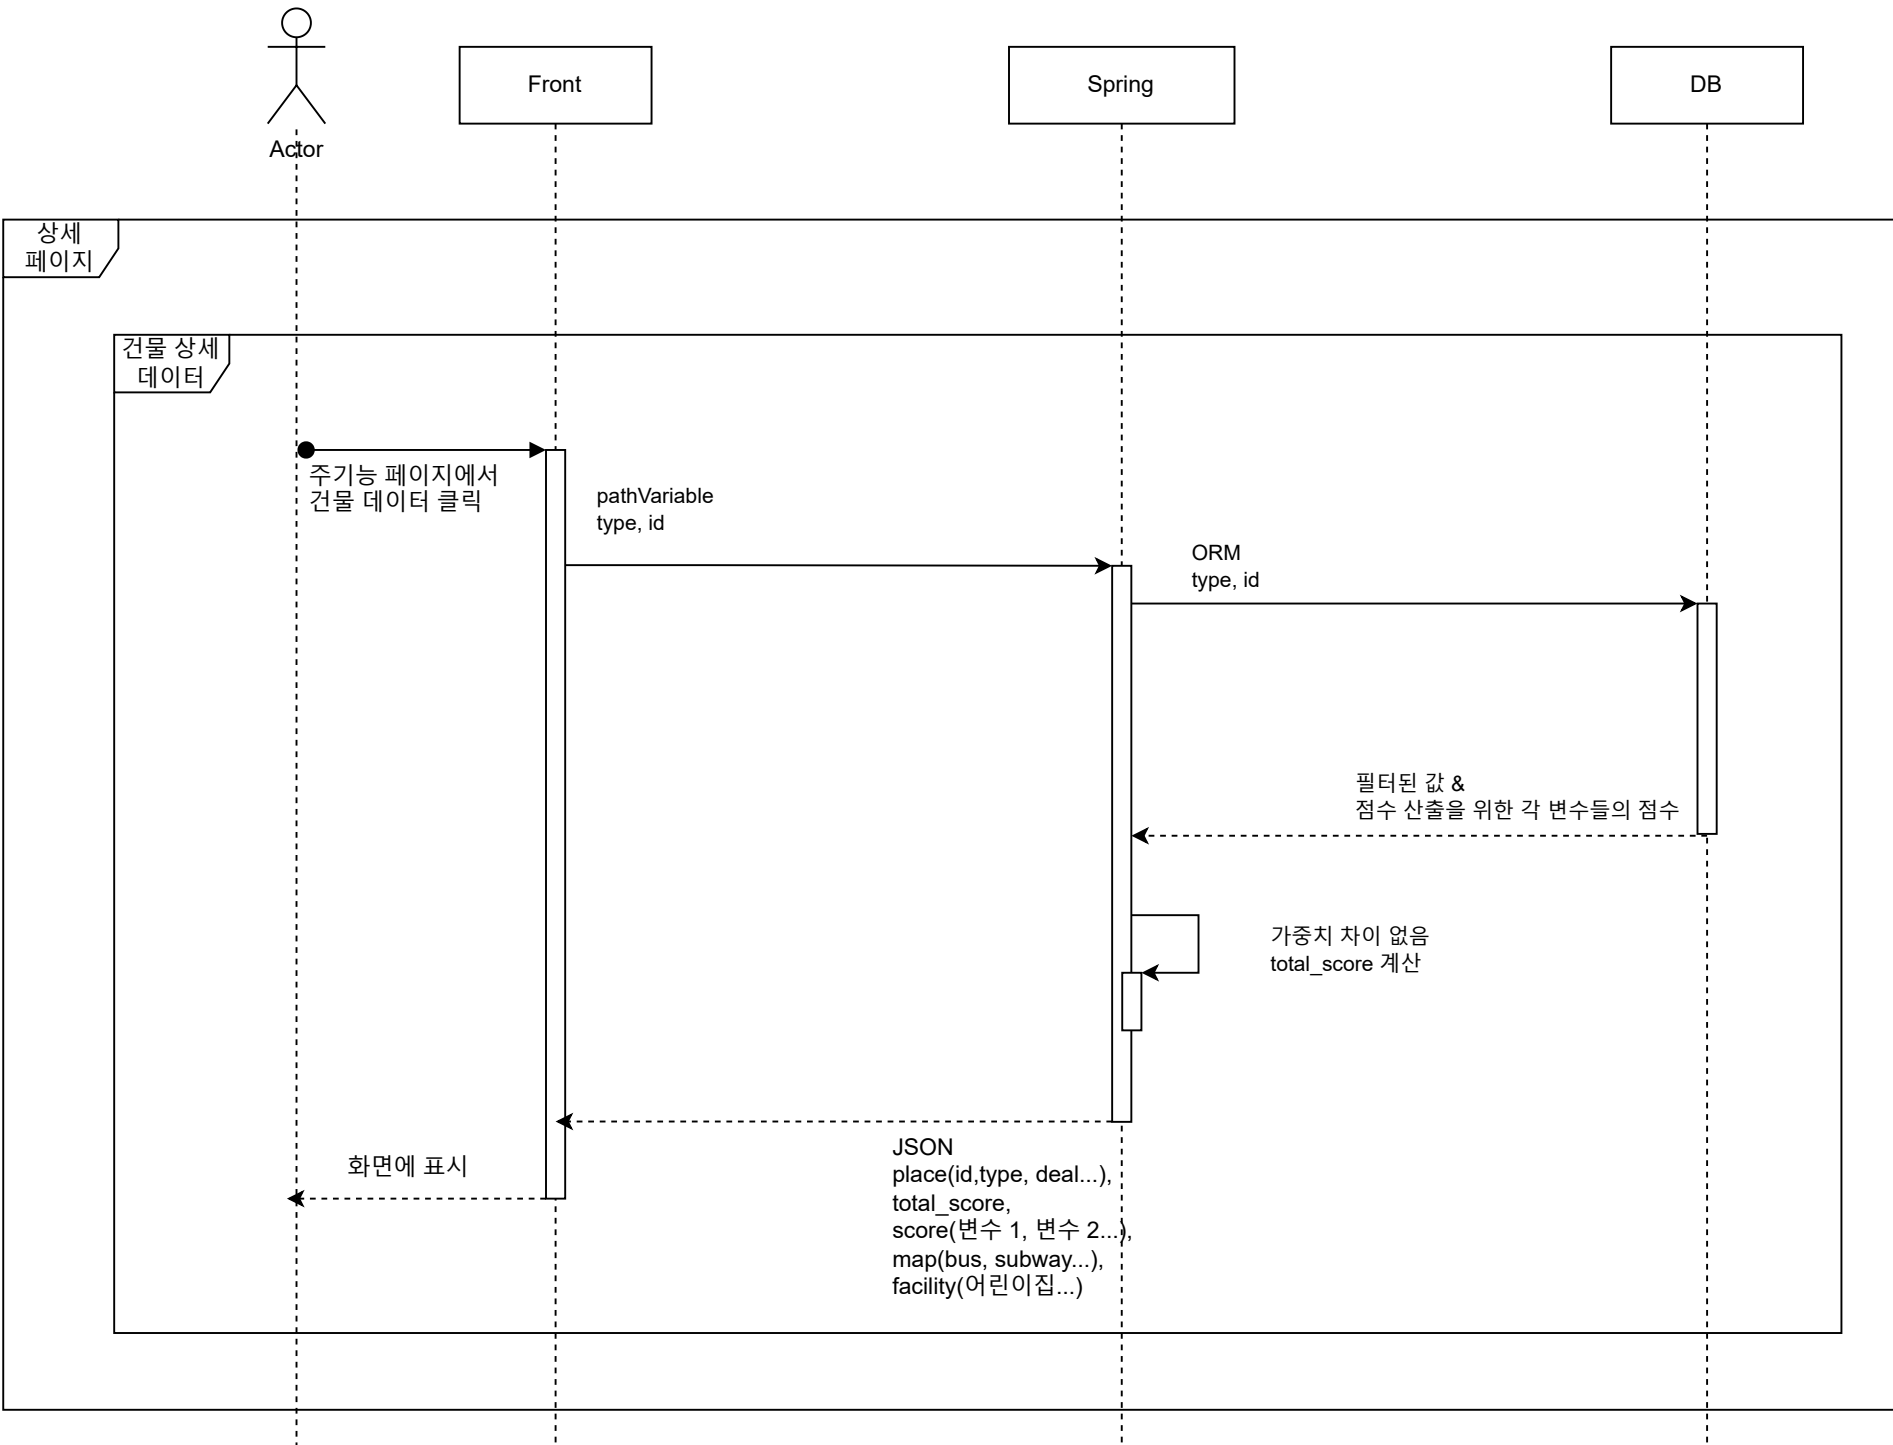 Actor
Front
Spring
DB
상세
페이지
건물 상세
데이터
주기능 페이지에서
건물 데이터 클릭
pathVariable
type, id
ORM
type, id
필터된 값 &
점수 산출을 위한 각 변수들의 점수
가중치 차이 없음
total_score 계산
JSON
place(id,type, deal...),
total_score,
score(변수 1, 변수 2...),
map(bus, subway...),
facility(어린이집...)
화면에 표시